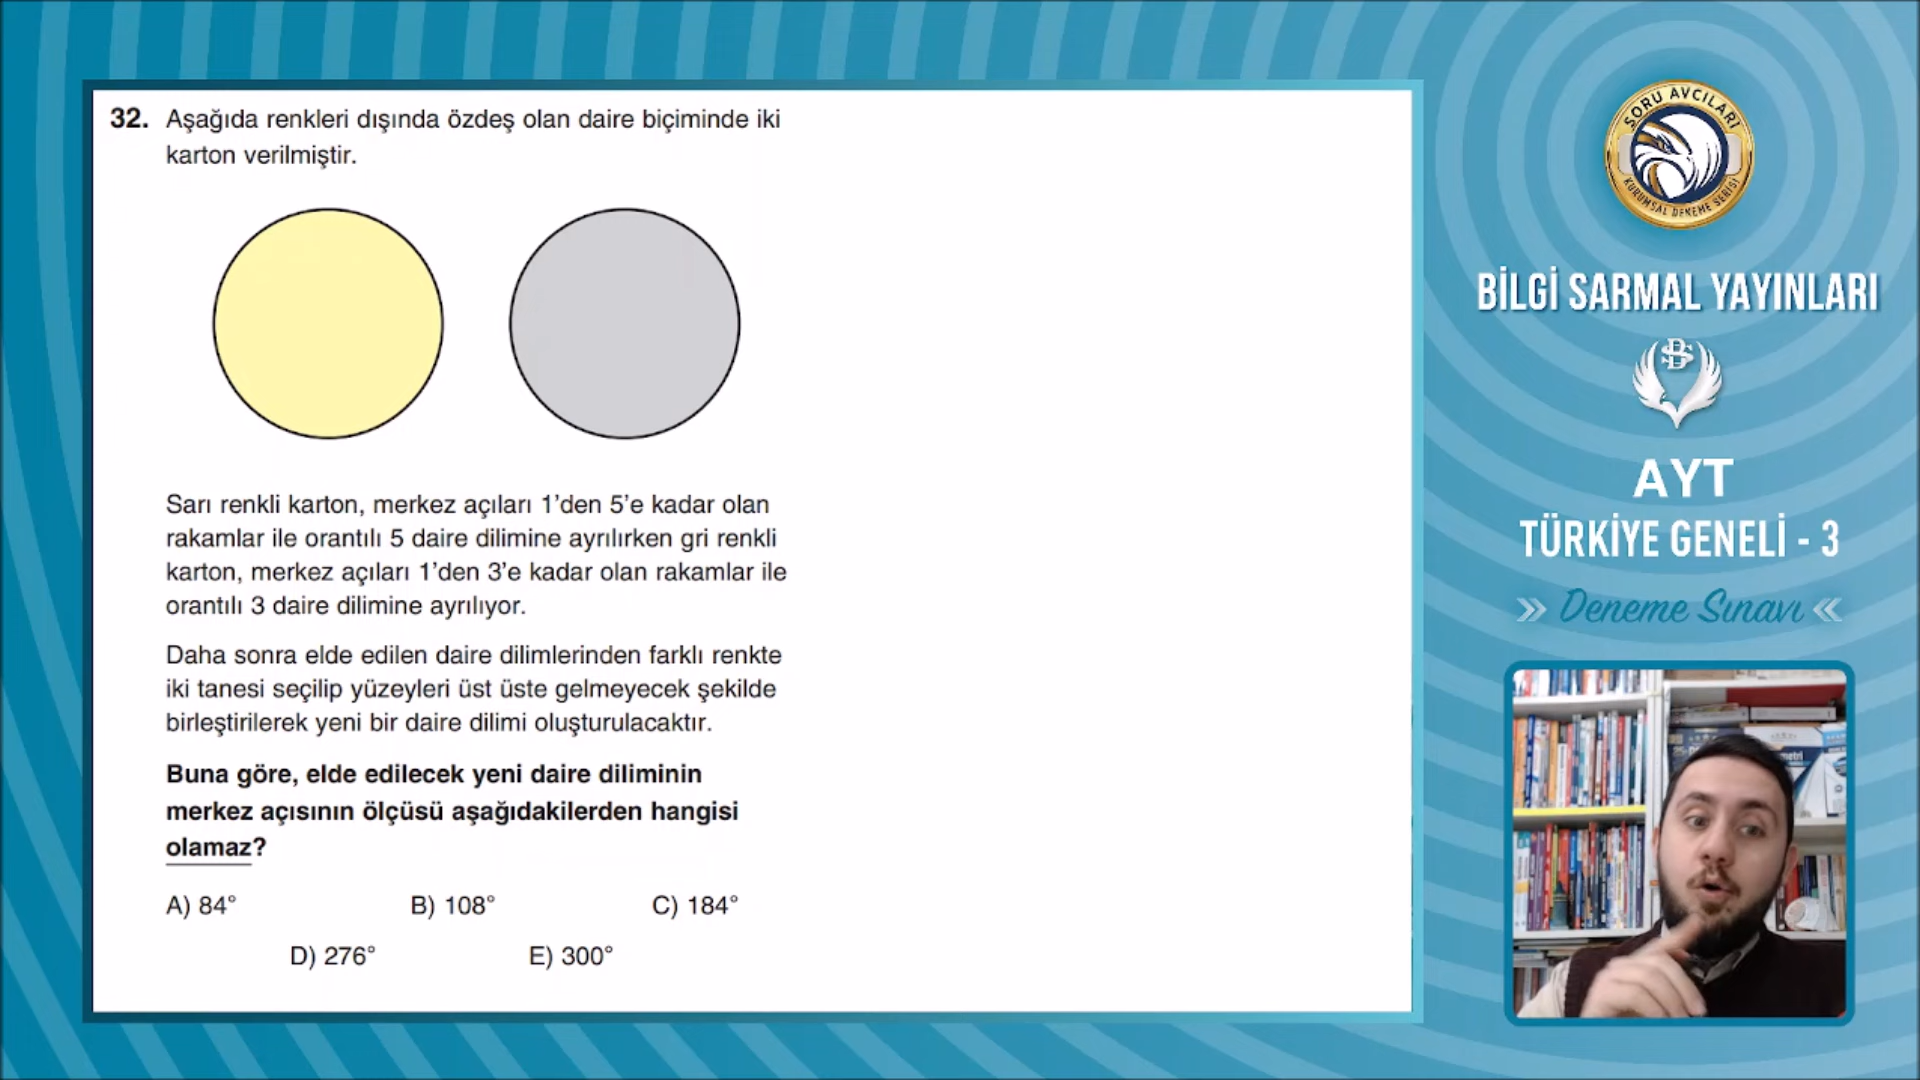 32. Aşağıda renkleri dışında özdeş olan daire biçiminde iki
karton verilmiştir.
Sarı renkli karton, merkez açıları 1’den 5’e kadar olan
rakamlar ile orantılı 5 daire dilimine ayrılırken gri renkli
karton, merkez açıları 1’den 3’e kadar olan rakamlar ile
orantılı 3 daire dilimine ayrılıyor.
Daha sonra elde edilen daire dilimlerinden farklı renkte
iki tanesi seçilip yüzeyleri üst üste gelmeyecek şekilde
birleştirilerek yeni bir daire dilimi oluşturulacaktır.
Buna göre, elde edilecek yeni daire diliminin
merkez açısının ölçüsü aşağıdakilerden hangisi
olamaz?
A) 84° B) 108° C) 184°
D) 276° E) 300°
SORU AVCILARI
KURUMSAL DENEME SERİSİ
BİLGİ SARMAL YAYINLARI
BS
AYT
TÜRKİYE GENELİ - 3
Deneme Sınavı